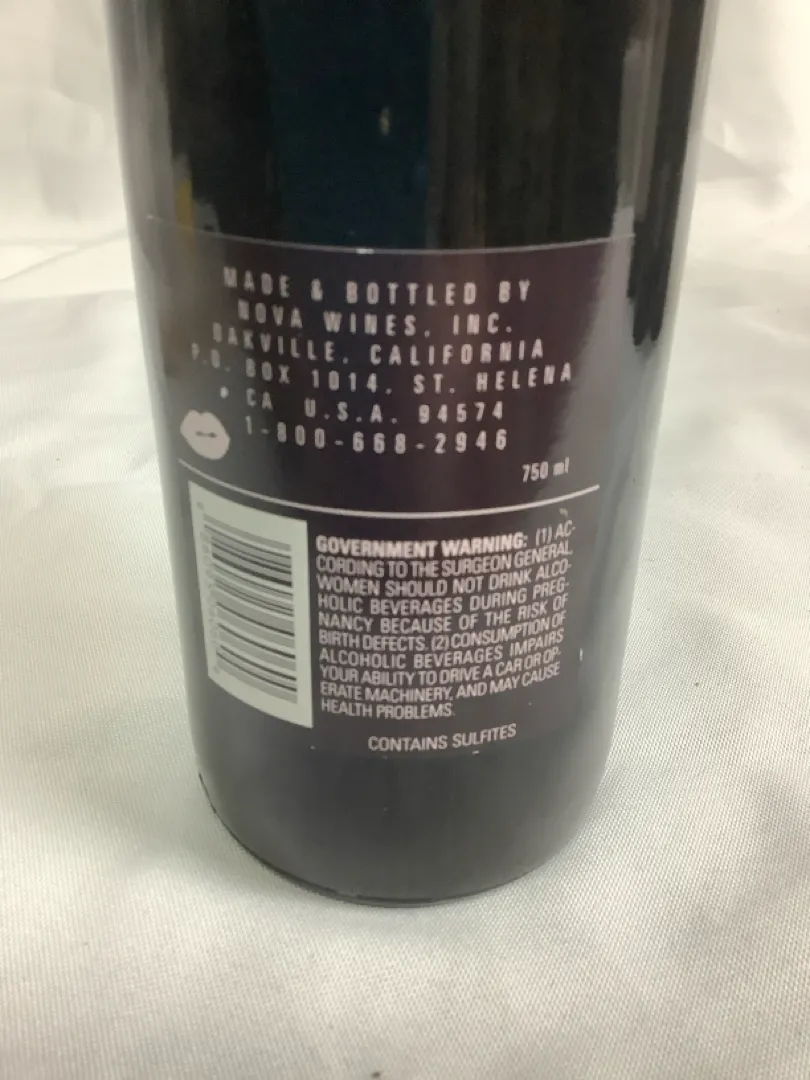 MADE & BOTTLED BY
NOVA WINES, INC.
OAKVILLE, CALIFORNIA
P.O. BOX 1014, ST. HELENA
CA U.S.A. 94574
1-800-668-2946
750 ml
GOVERNMENT WARNING: (1) AC-
CORDING TO THE SURGEON GENERAL,
WOMEN SHOULD NOT DRINK ALCO-
HOLIC BEVERAGES DURING PREG-
NANCY BECAUSE OF THE RISK OF
BIRTH DEFECTS. (2) CONSUMPTION OF
ALCOHOLIC BEVERAGES IMPAIRS
YOUR ABILITY TO DRIVE A CAR OR OP-
ERATE MACHINERY, AND MAY CAUSE
HEALTH PROBLEMS.
CONTAINS SULFITES